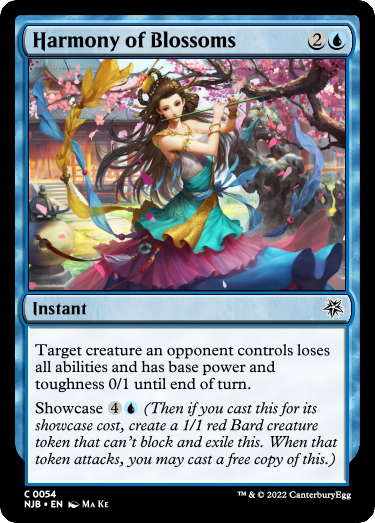 Harmony of Blossoms 2
Instant
Target creature an opponent controls loses
all abilities and has base power and
toughness 0/1 until end of turn.
Showcase 4 (Then if you cast this for its
showcase cost, create a 1/1 red Bard creature
token that can't block and exile this. When that
token attacks, you may cast a free copy of this.)
C 0054
NJB • EN Ma Ke
™ & © 2022 CanterburyEgg